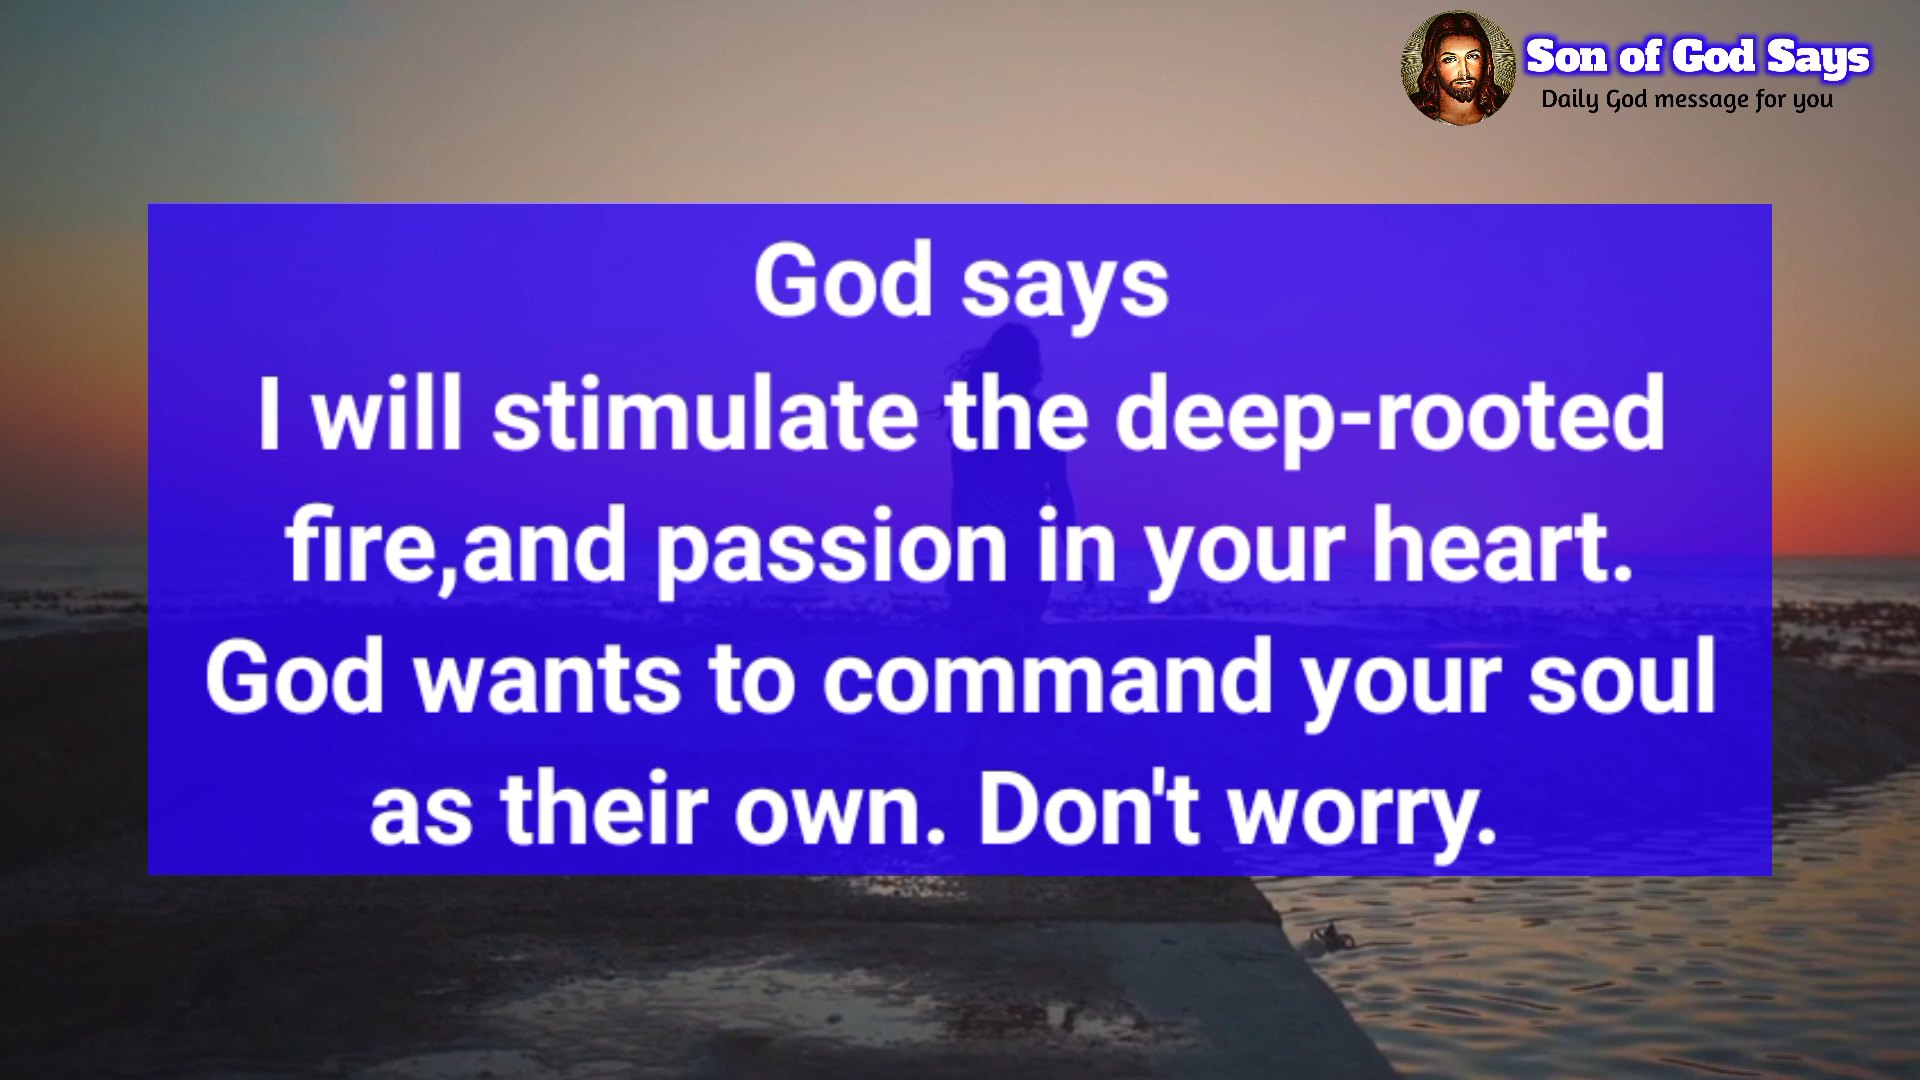 Son of God Says
Daily God message for you
God says
I will stimulate the deep-rooted
fire,and passion in your heart.
God wants to command your soul
as their own. Don't worry.